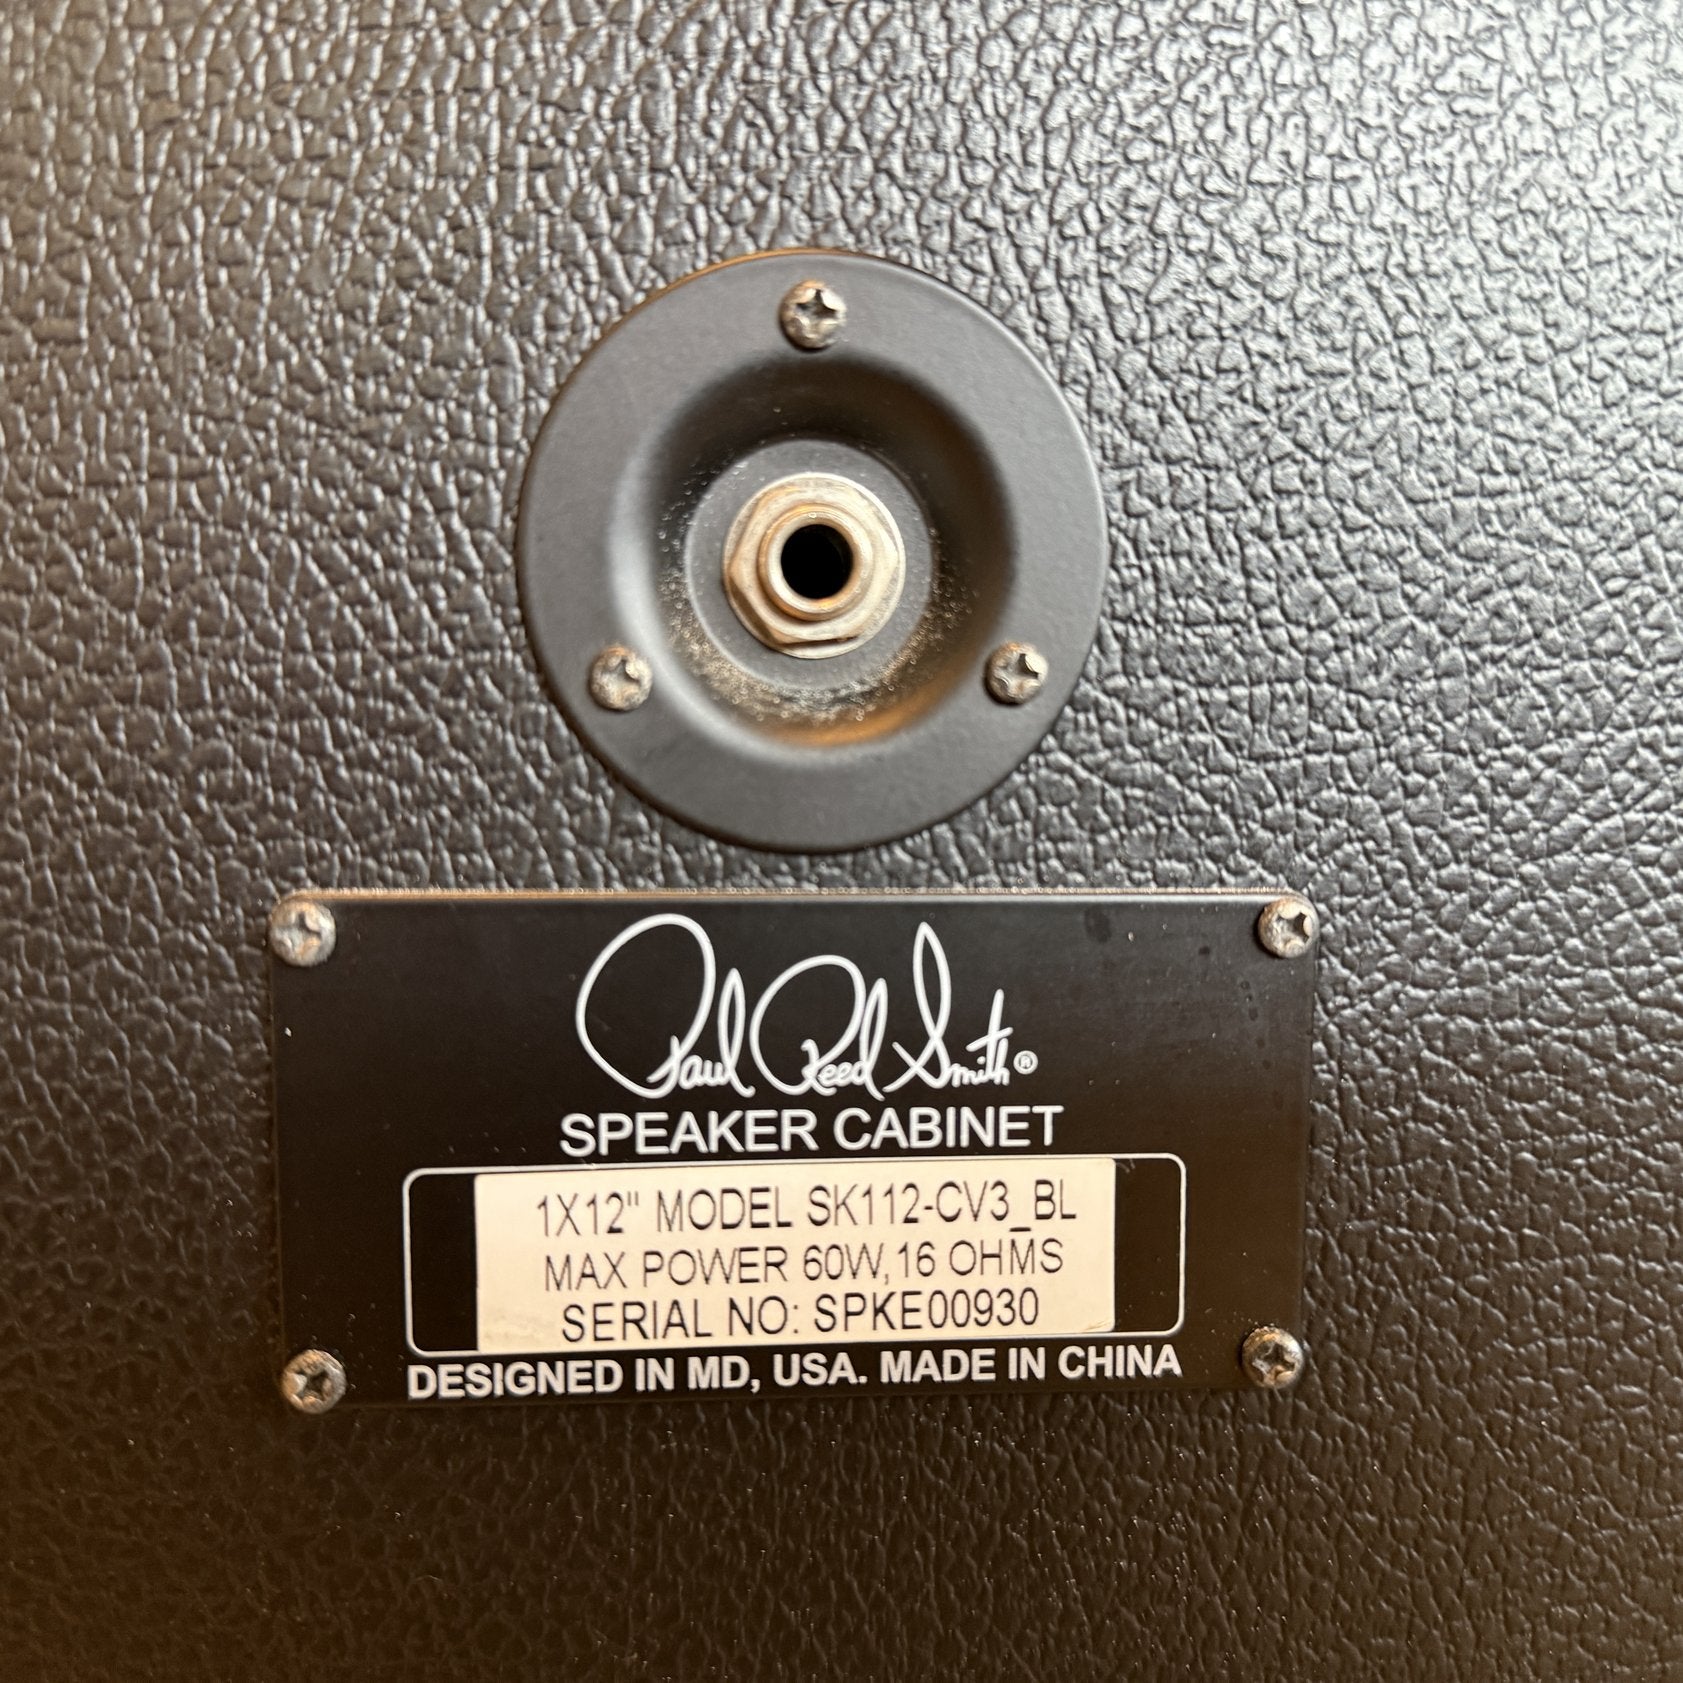 Paul Reed Smith®
SPEAKER CABINET
1X12" MODEL SK112-CV3_BL
MAX POWER 60W, 16 OHMS
SERIAL NO: SPKE00930
DESIGNED IN MD, USA. MADE IN CHINA